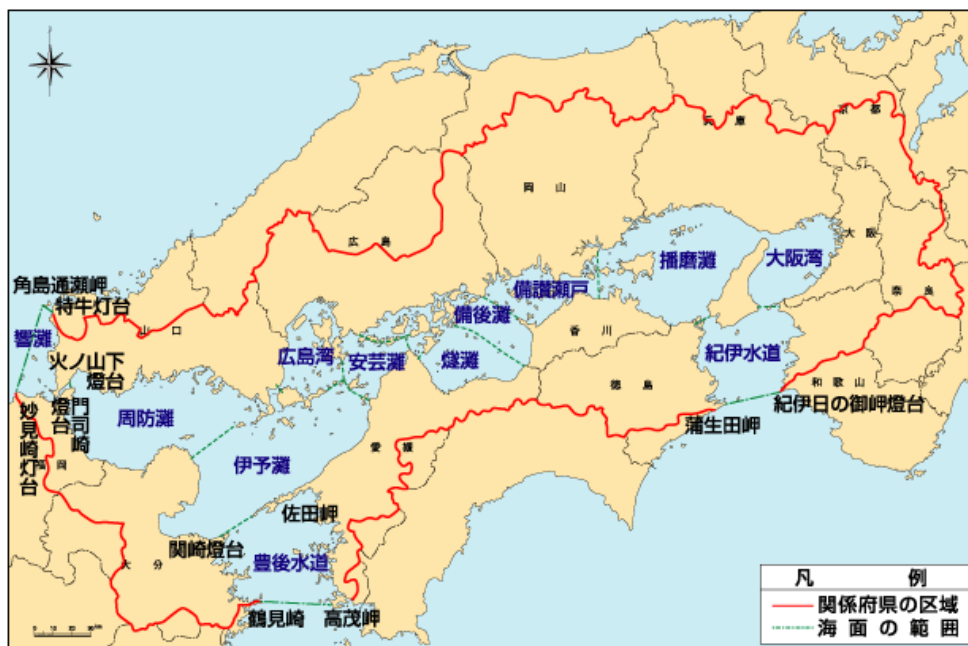 京都
兵庫
岡山
広島
大阪
播磨灘
大阪湾
角島通瀬岬
特牛灯台
備讃瀬戸
奈良
備後灘
山口
香川
響灘
広島湾
安芸灘
燧灘
紀伊水道
火ノ山下
燈台
徳島
和歌山
紀伊日の御岬燈台
門司崎
燈台
妙見崎灯台
周防灘
蒲生田岬
福岡
愛媛
伊予灘
佐田岬
関崎燈台
大分
豊後水道
鶴見崎
高茂岬
凡例
関係府県の区域
海面の範囲